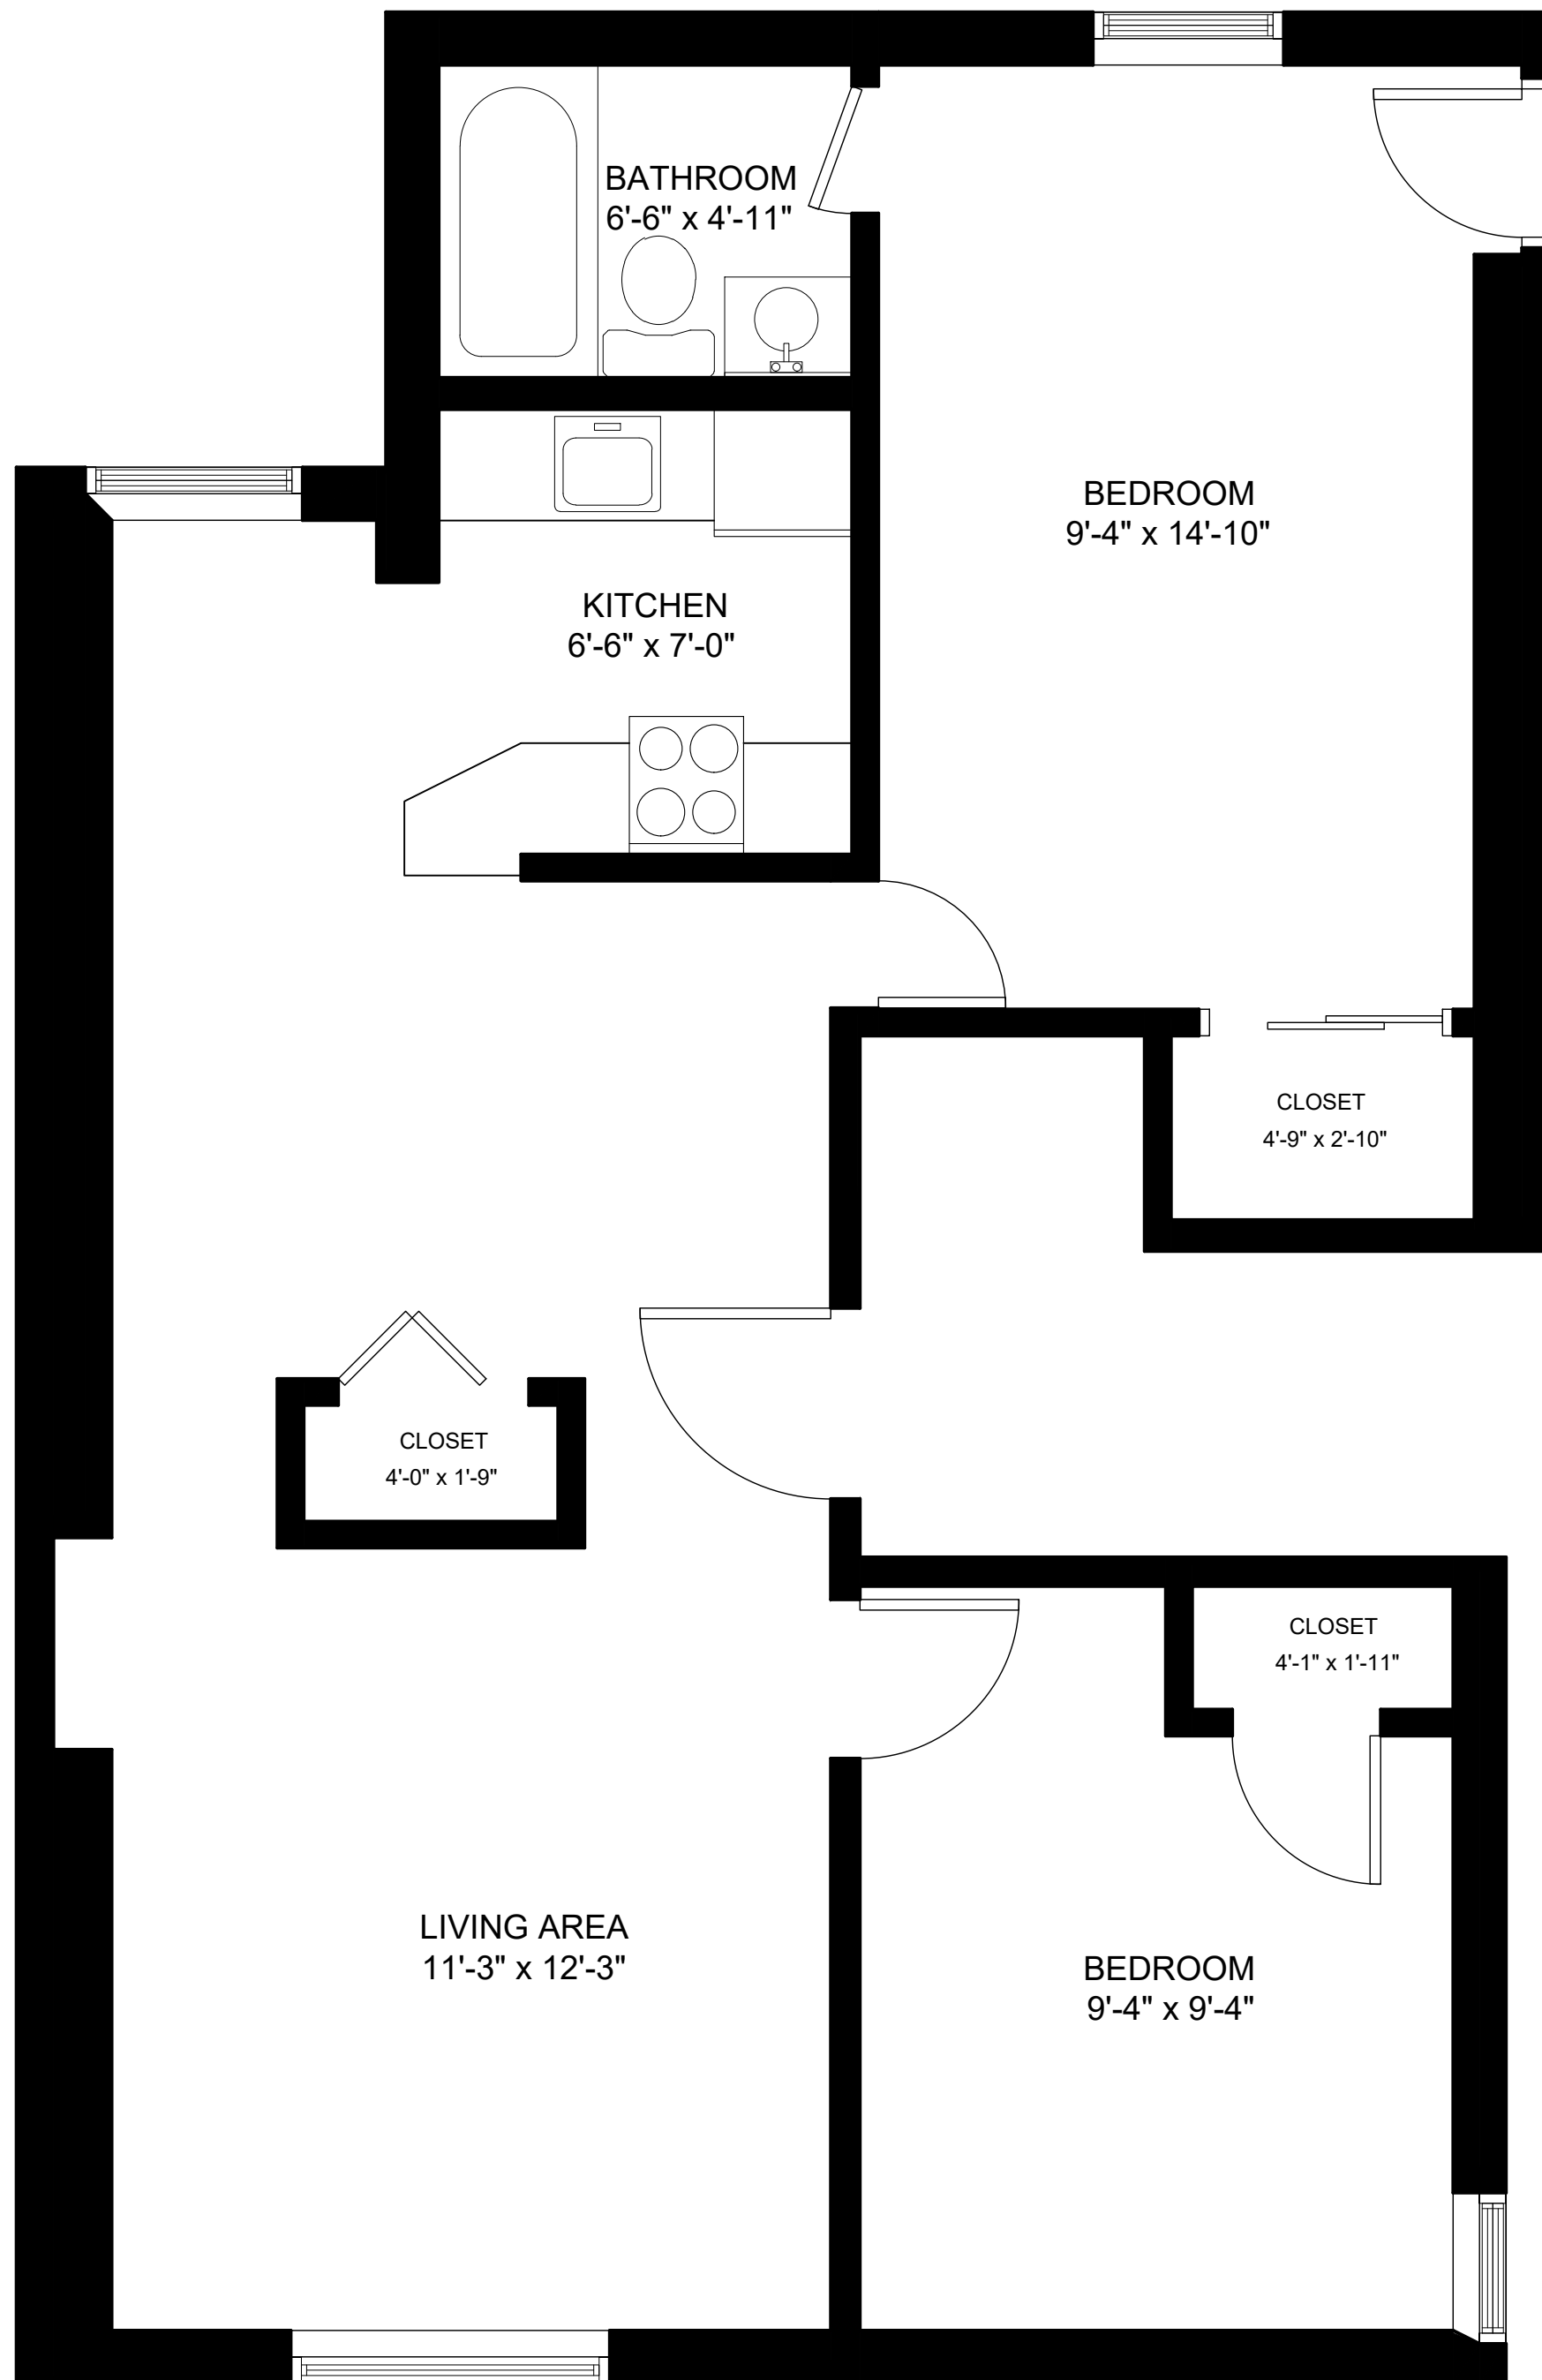 BATHROOM
6'-6" x 4'-11"
BEDROOM
9'-4" x 14'-10"
KITCHEN
6'-6" x 7'-0"
CLOSET
4'-9" x 2'-10"
CLOSET
4'-0" x 1'-9"
CLOSET
4'-1" x 1'-11"
LIVING AREA
11'-3" x 12'-3"
BEDROOM
9'-4" x 9'-4"